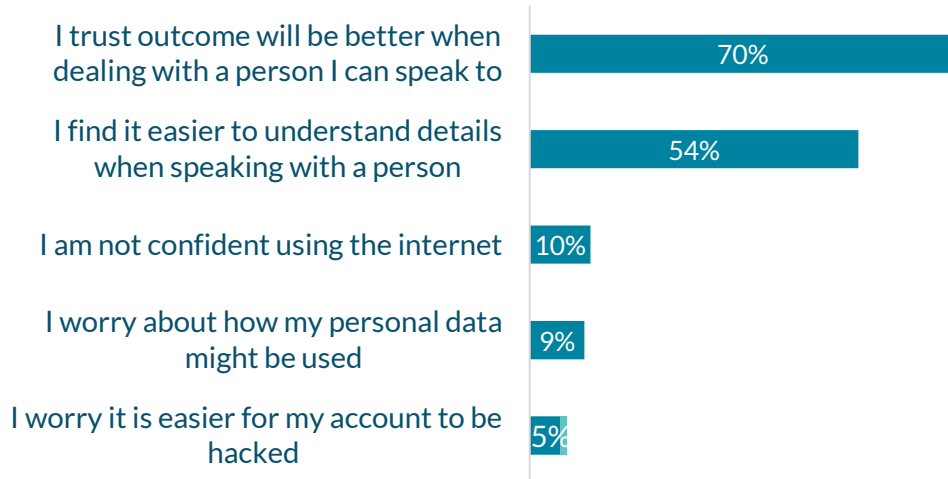 I trust outcome will be better when
dealing with a person I can speak to
70%
I find it easier to understand details
when speaking with a person
54%
I am not confident using the internet
10%
I worry about how my personal data
might be used
9%
I worry it is easier for my account to be
hacked
5%